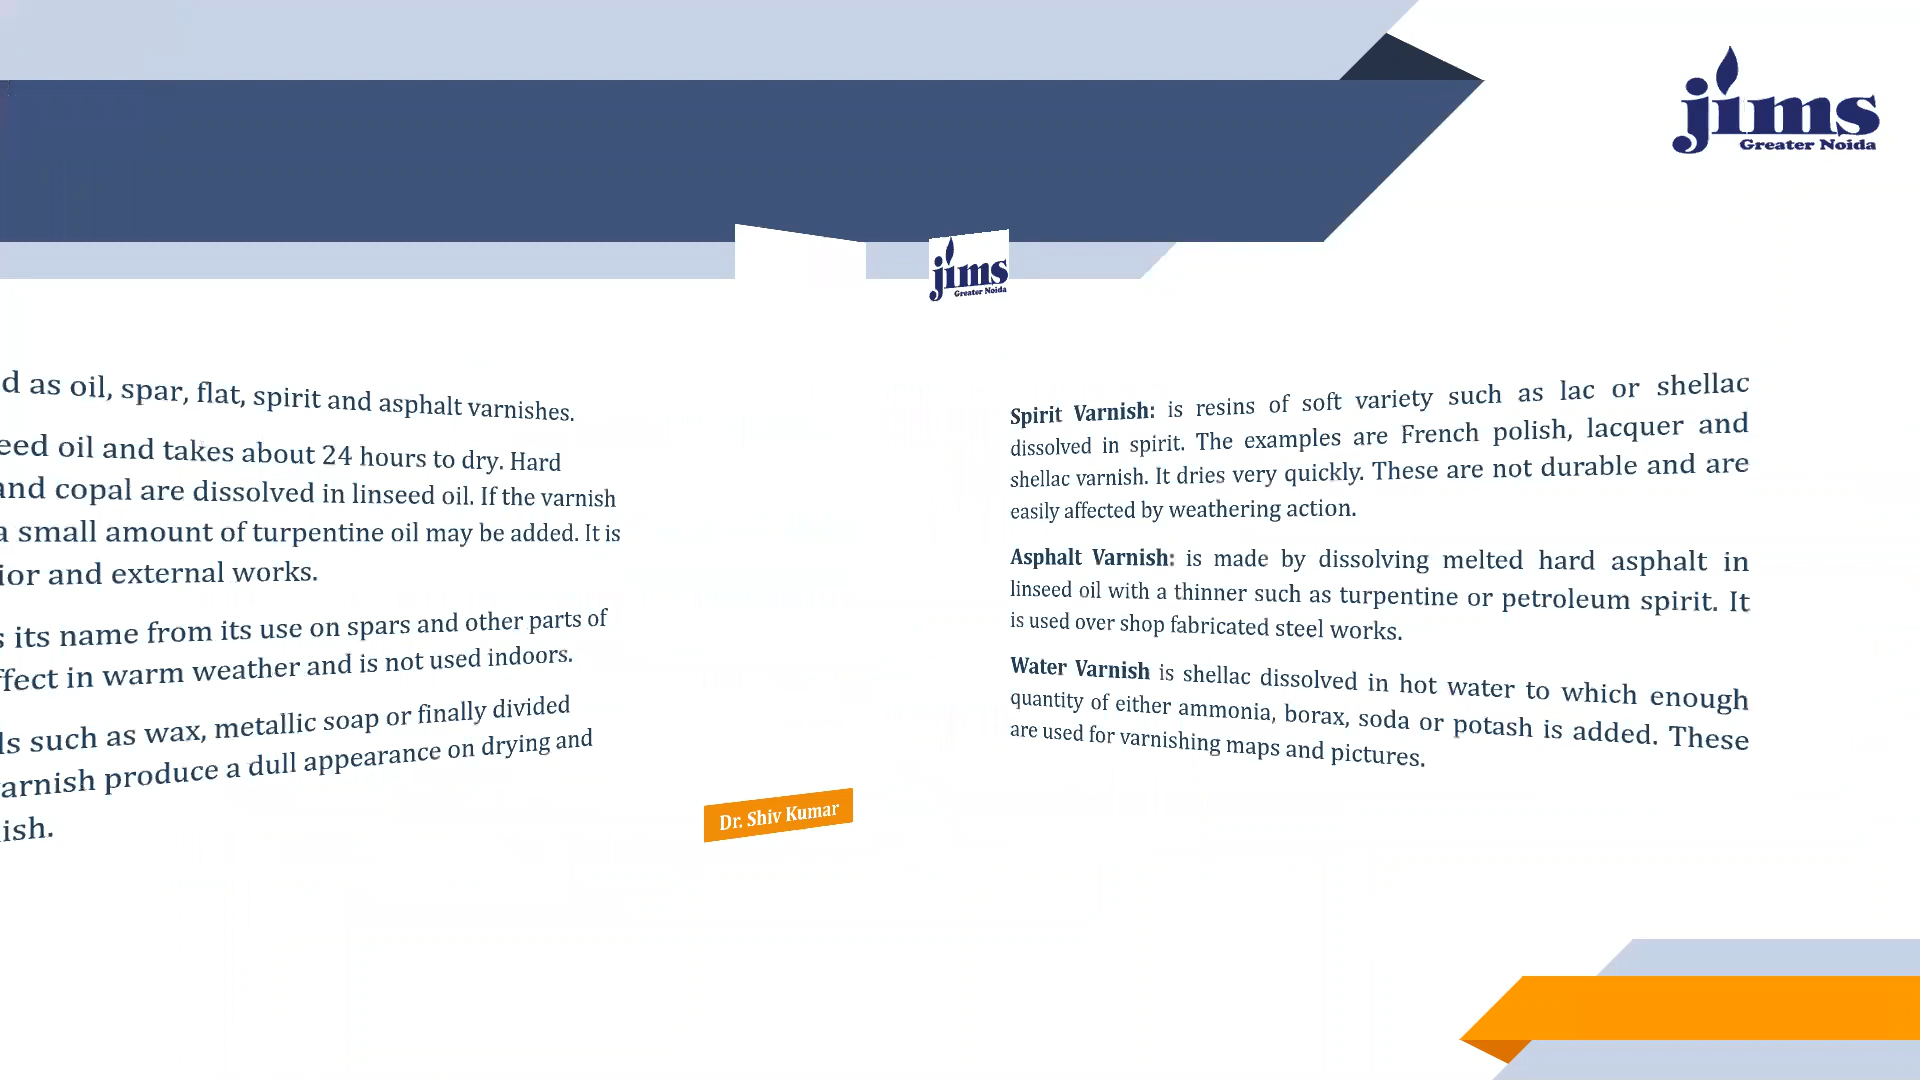 jims
Greater Noida
jims
Greater Noida
as oil, spar, flat, spirit and asphalt varnishes.
oil and takes about 24 hours to dry. Hard
and copal are dissolved in linseed oil. If the varnish
a small amount of turpentine oil may be added. It is
and external works.
its name from its use on spars and other parts of
in warm weather and is not used indoors.
such as wax, metallic soap or finally divided
produce a dull appearance on drying and
Spirit Varnish: is resins of soft variety such as lac or shellac
dissolved in spirit. The examples are French polish, lacquer and
shellac varnish. It dries very quickly. These are not durable and are
easily affected by weathering action.
Asphalt Varnish: is made by dissolving melted hard asphalt in
linseed oil with a thinner such as turpentine or petroleum spirit. It
is used over shop fabricated steel works.
Water Varnish is shellac dissolved in hot water to which enough
quantity of either ammonia, borax, soda or potash is added. These
are used for varnishing maps and pictures.
Dr. Shiv Kumar